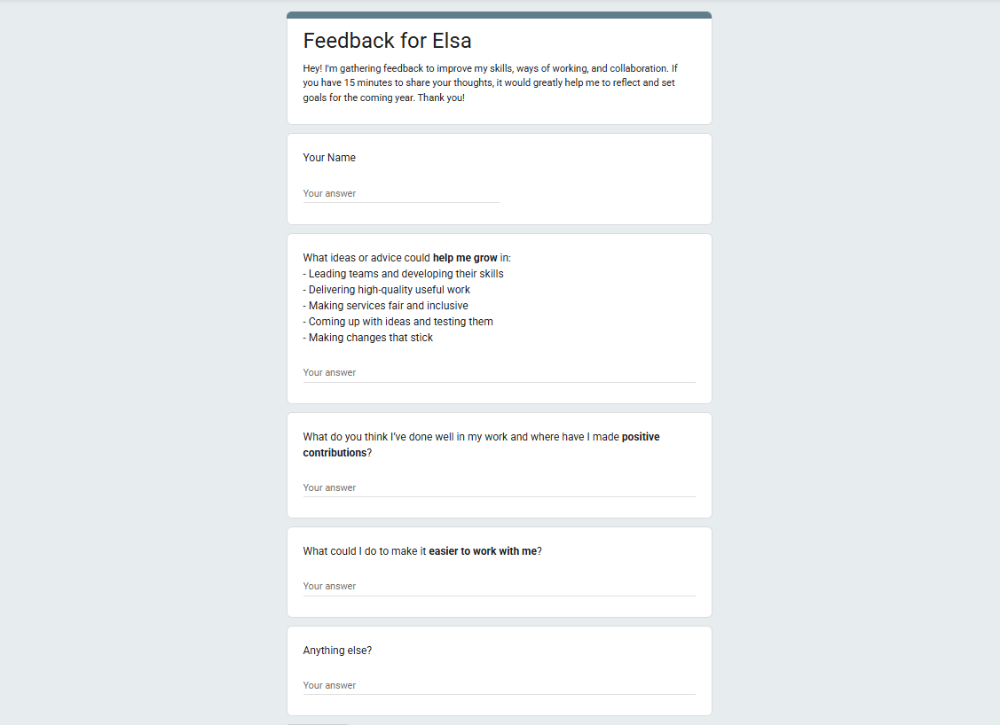 Feedback for Elsa
Hey! I'm gathering feedback to improve my skills, ways of working, and collaboration. If
you have 15 minutes to share your thoughts, it would greatly help me to reflect and set
goals for the coming year. Thank you!
Your Name
Your answer
What ideas or advice could help me grow in:
- Leading teams and developing their skills
- Delivering high-quality useful work
- Making services fair and inclusive
- Coming up with ideas and testing them
- Making changes that stick
Your answer
What do you think I’ve done well in my work and where have I made positive
contributions?
Your answer
What could I do to make it easier to work with me?
Your answer
Anything else?
Your answer